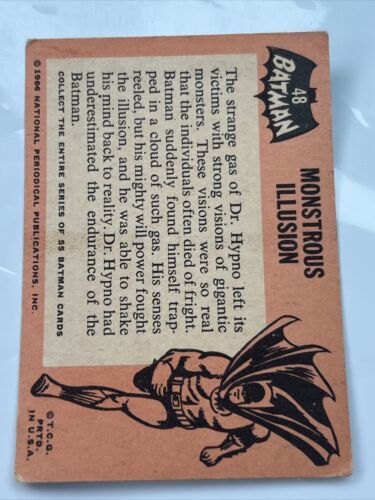 48
BATMAN
MONSTROUS
ILLUSION
The strange gas of Dr. Hypno left its
victims with strong visions of gigantic
monsters. These visions were so real
that the individuals often died of fright.
Batman suddenly found himself trap-
ped in a cloud of such gas. His senses
reeled, but his mighty will power fought
the illusion, and he was able to shake
his mind back to reality. Dr. Hypno had
underestimated the endurance of the
Batman.
COLLECT THE ENTIRE SERIES OF 55 BATMAN CARDS
© 1966 NATIONAL PERIODICAL PUBLICATIONS, INC.
© T.C.G.
PRTD.
IN U.S.A.